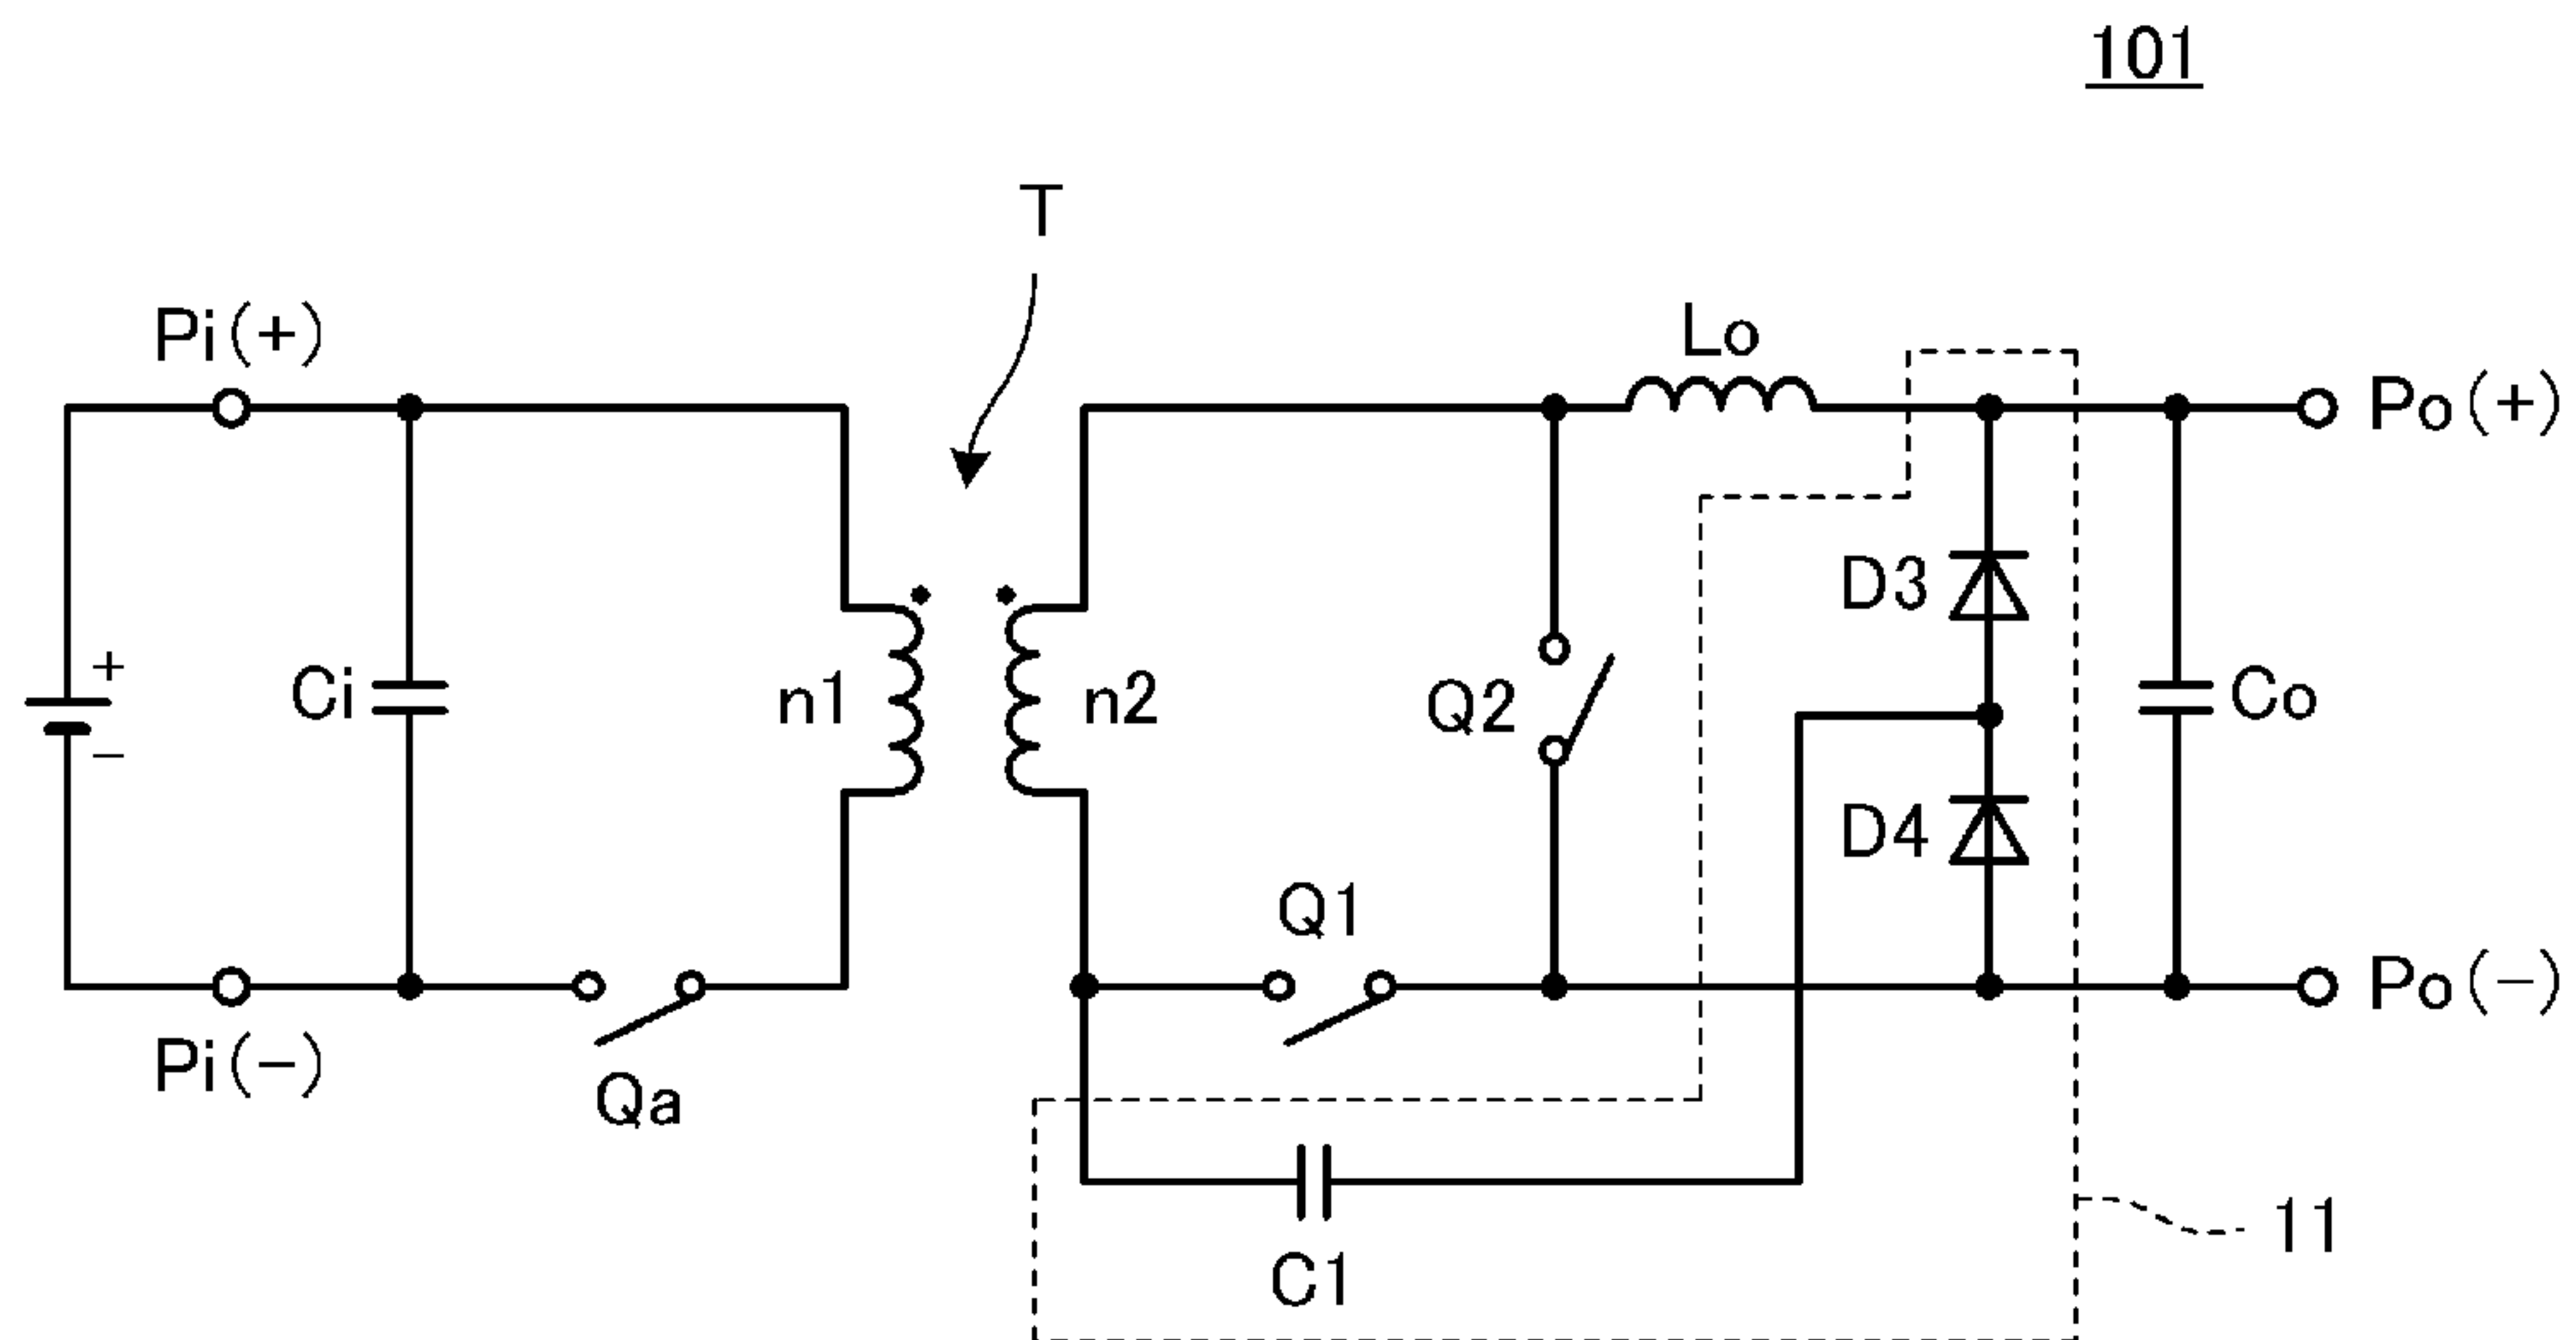 101
T
Lo
Pi(+)
Po(+)
D3
+
Ci
n1
n2
Q2
Co
−
D4
Q1
Po(−)
Pi(−)
Qa
11
C1